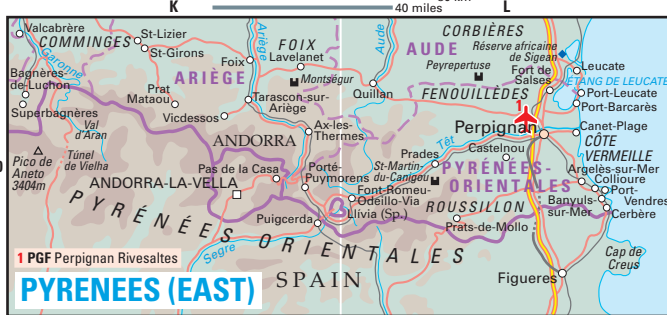 K
40 miles
L
Valcabrère
COMMINGES
St-Lizier
St-Girons
Garonne
Ariège
FOIX
Foix
Lavelanet
Montségur
ARIÈGE
Aude
AUDE
CORBIÈRES
Réserve africaine
de Sigean
Peyrepertuse
Fort de
Salses
Leucate
ETANG DE LEUCATE
Port-Leucate
Port-Barcarès
Bagnères-
de-Luchon
Superbagnères
Prat
Mataou
Vicdessos
Tarascon-sur-
Ariège
Quillan
FENOUILLÈDES
1
Val
d'Aran
Ax-les-
Thermes
ANDORRA
Têt
Perpignan
Canet-Plage
Castelnou
CÔTE
VERMEILLE
Pico de
Aneto
3404m
Túnel
de Vielha
Pas de la Casa
ANDORRA-LA-VELLA
Porté-
Puymorens
Prades
St-Martin-
du-Canigou
PYRÉNÉES-
ORIENTALES
Argelès-sur-Mer
Collioure
Port-
Vendres
Font-Romeu-
Odeillo-Via
Llívia (Sp.)
ROUSSILLON
Banyuls-
sur-Mer
Cerbère
Puigcerda
Prats-de-Mollo
PYRÉNÉES ORIENTALES
Segre
Cap de
Creus
SPAIN
Figueres
1 PGF Perpignan Rivesaltes
PYRENEES (EAST)